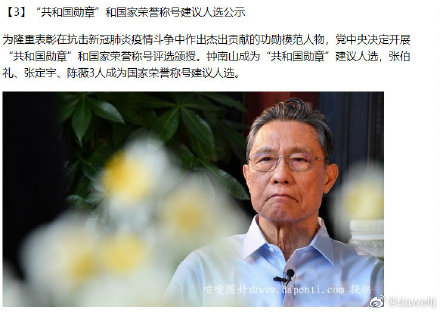 【3】“共和国勋章”和国家荣誉称号建议人选公示
为隆重表彰在抗击新冠肺炎疫情斗争中作出杰出贡献的功勋模范人物，党中央决定开展
“共和国勋章”和国家荣誉称号评选颁授。钟南山成为“共和国勋章”建议人选，张伯
礼、张定宇、陈薇3人成为国家荣誉称号建议人选。
喷嚏图卦由www.dapenti.com 提供